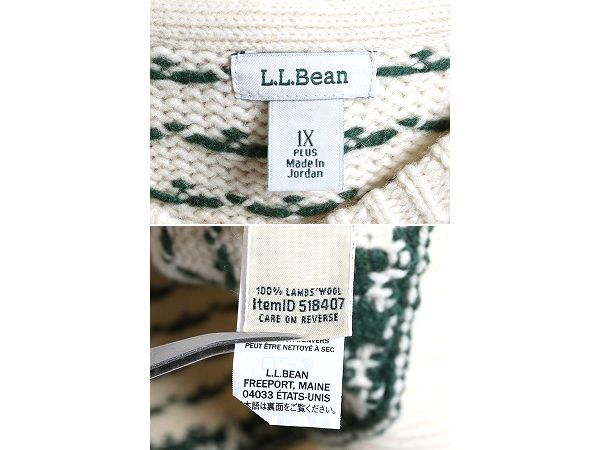 L.L.Bean
1X
PLUS
Made In
Jordan
100% LAMBS' WOOL
ItemID 518407
CARE ON REVERSE
PEUT ÊTRE NETTOYÉ À SEC
L.L.BEAN
FREEPORT, MAINE
04033 ÉTATS-UNIS
本語は裏面をご覧ください。